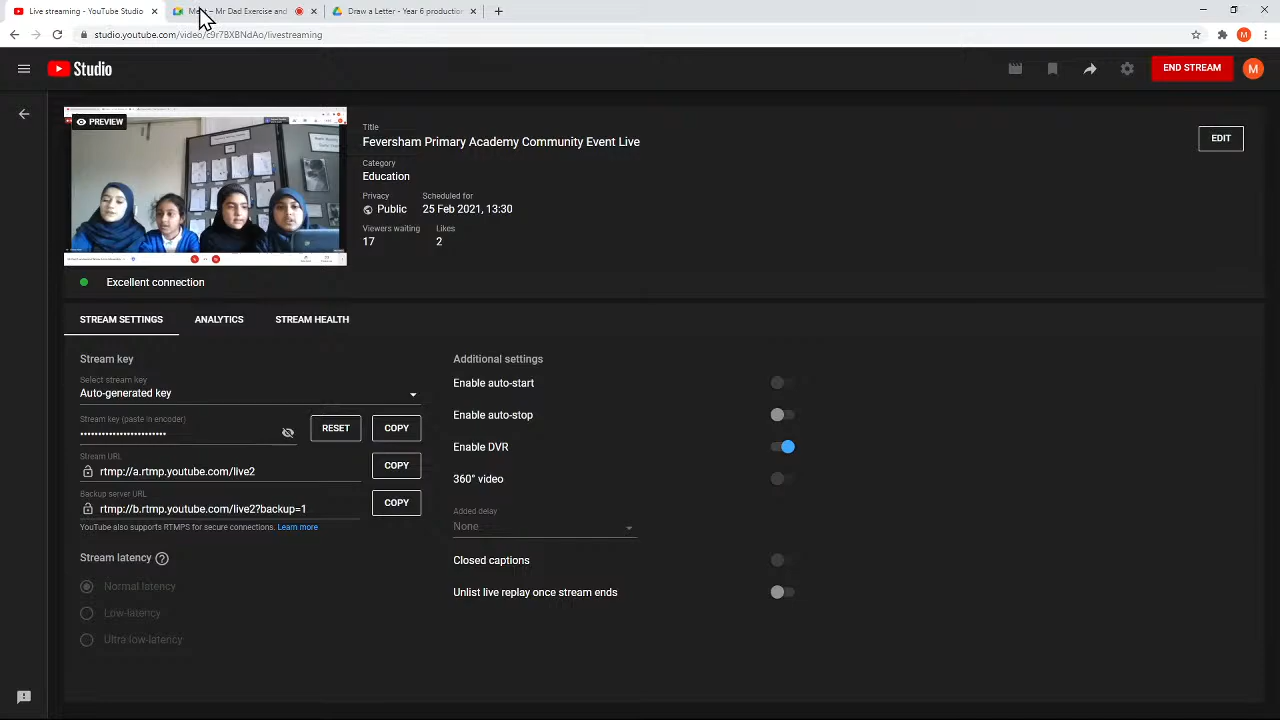 Live streaming - YouTube Studio
Meet – Mr Dad Exercise and
Draw a Letter - Year 6 production
studio.youtube.com/video/c9r7BXBNdAo/livestreaming
M
Studio
END STREAM
M
PREVIEW
Title
Feversham Primary Academy Community Event Live
EDIT
Category
Education
Privacy Scheduled for
Public 25 Feb 2021, 13:30
Viewers waiting Likes
17 2
Excellent connection
STREAM SETTINGS ANALYTICS STREAM HEALTH
Stream key
Select stream key
Auto-generated key
Stream key (paste in encoder)
••••••••••••••••••••••••
RESET COPY
Stream URL
rtmp://a.rtmp.youtube.com/live2
COPY
Backup server URL
rtmp://b.rtmp.youtube.com/live2?backup=1
COPY
YouTube also supports RTMPS for secure connections. Learn more
Stream latency
Normal latency
Low-latency
Ultra low-latency
Additional settings
Enable auto-start
Enable auto-stop
Enable DVR
360° video
Added delay
None
Closed captions
Unlist live replay once stream ends